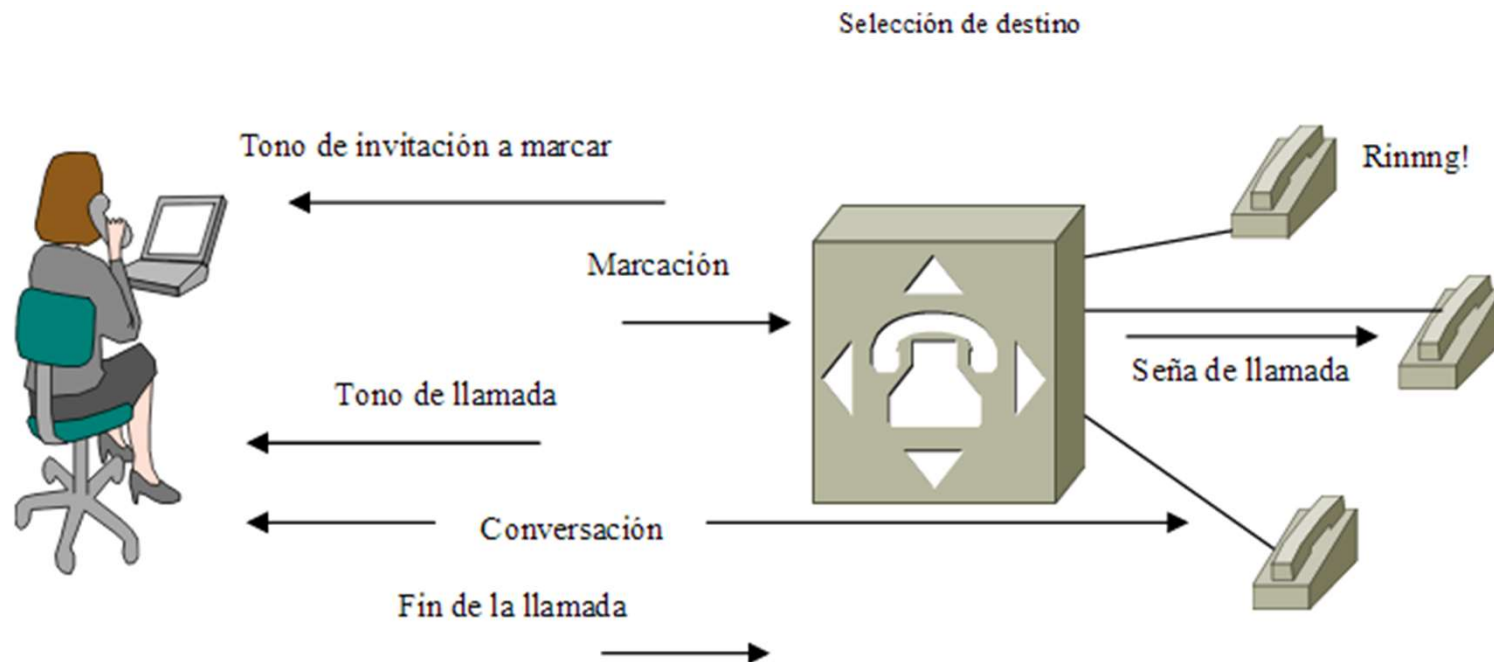 Selección de destino
Tono de invitación a marcar
Rinnng!
Marcación
Seña de llamada
Tono de llamada
Conversación
Fin de la llamada